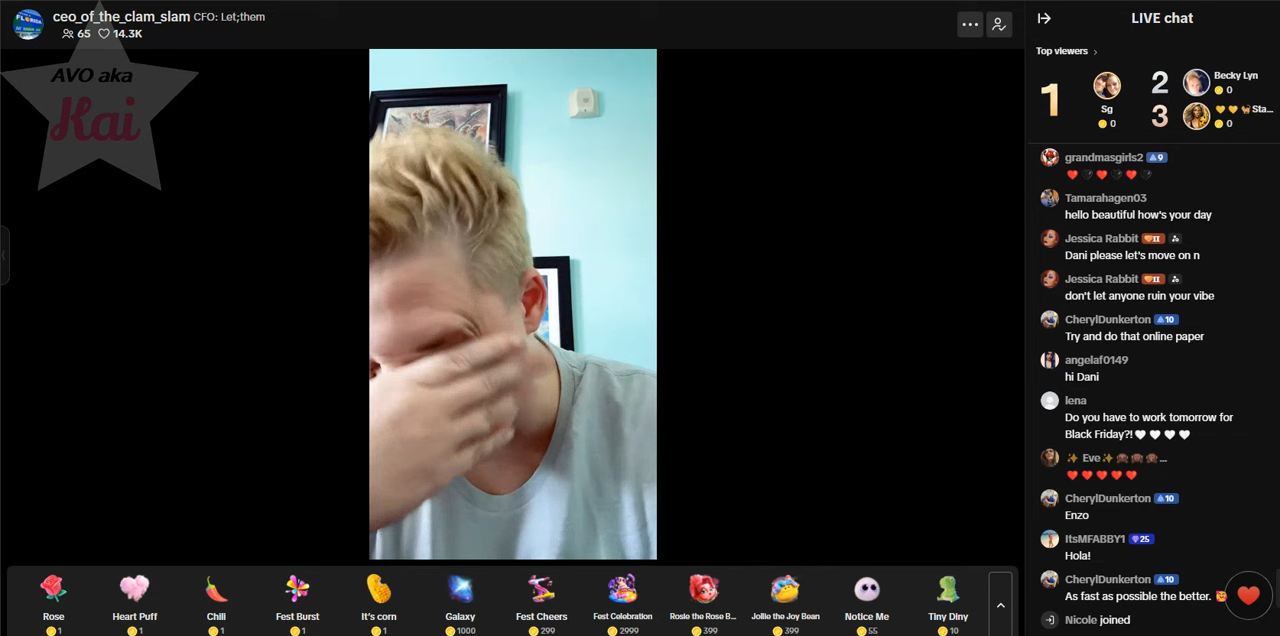 ceo_of_the_clam_slam CFO: Let;them
65 14.3K
AVO aka
Kai
LIVE chat
Top viewers
1
Sg
0
2
Becky Lyn
0
3
Sta...
0
grandmasgirls2 9
Tamarahagen03
hello beautiful how's your day
Jessica Rabbit II
Dani please let's move on n
Jessica Rabbit II
don't let anyone ruin your vibe
CherylDunkerton 10
Try and do that online paper
angelaf0149
hi Dani
lena
Do you have to work tomorrow for
Black Friday?!🤍 🤍 🤍 🤍
✨ Eve✨🙈🙈🙈...
CherylDunkerton 10
Enzo
ItsMFABBY1 25
Hola!
CherylDunkerton 10
As fast as possible the better. 🥰
Nicole joined
Rose Heart Puff Chill Fest Burst It's corn Galaxy Fest Cheers Fest Celebration Rosie the Rose B... Jollie the Joy Bean Notice Me Tiny Diny
1 1 1 1 1 1000 299 2999 399 399 55 10